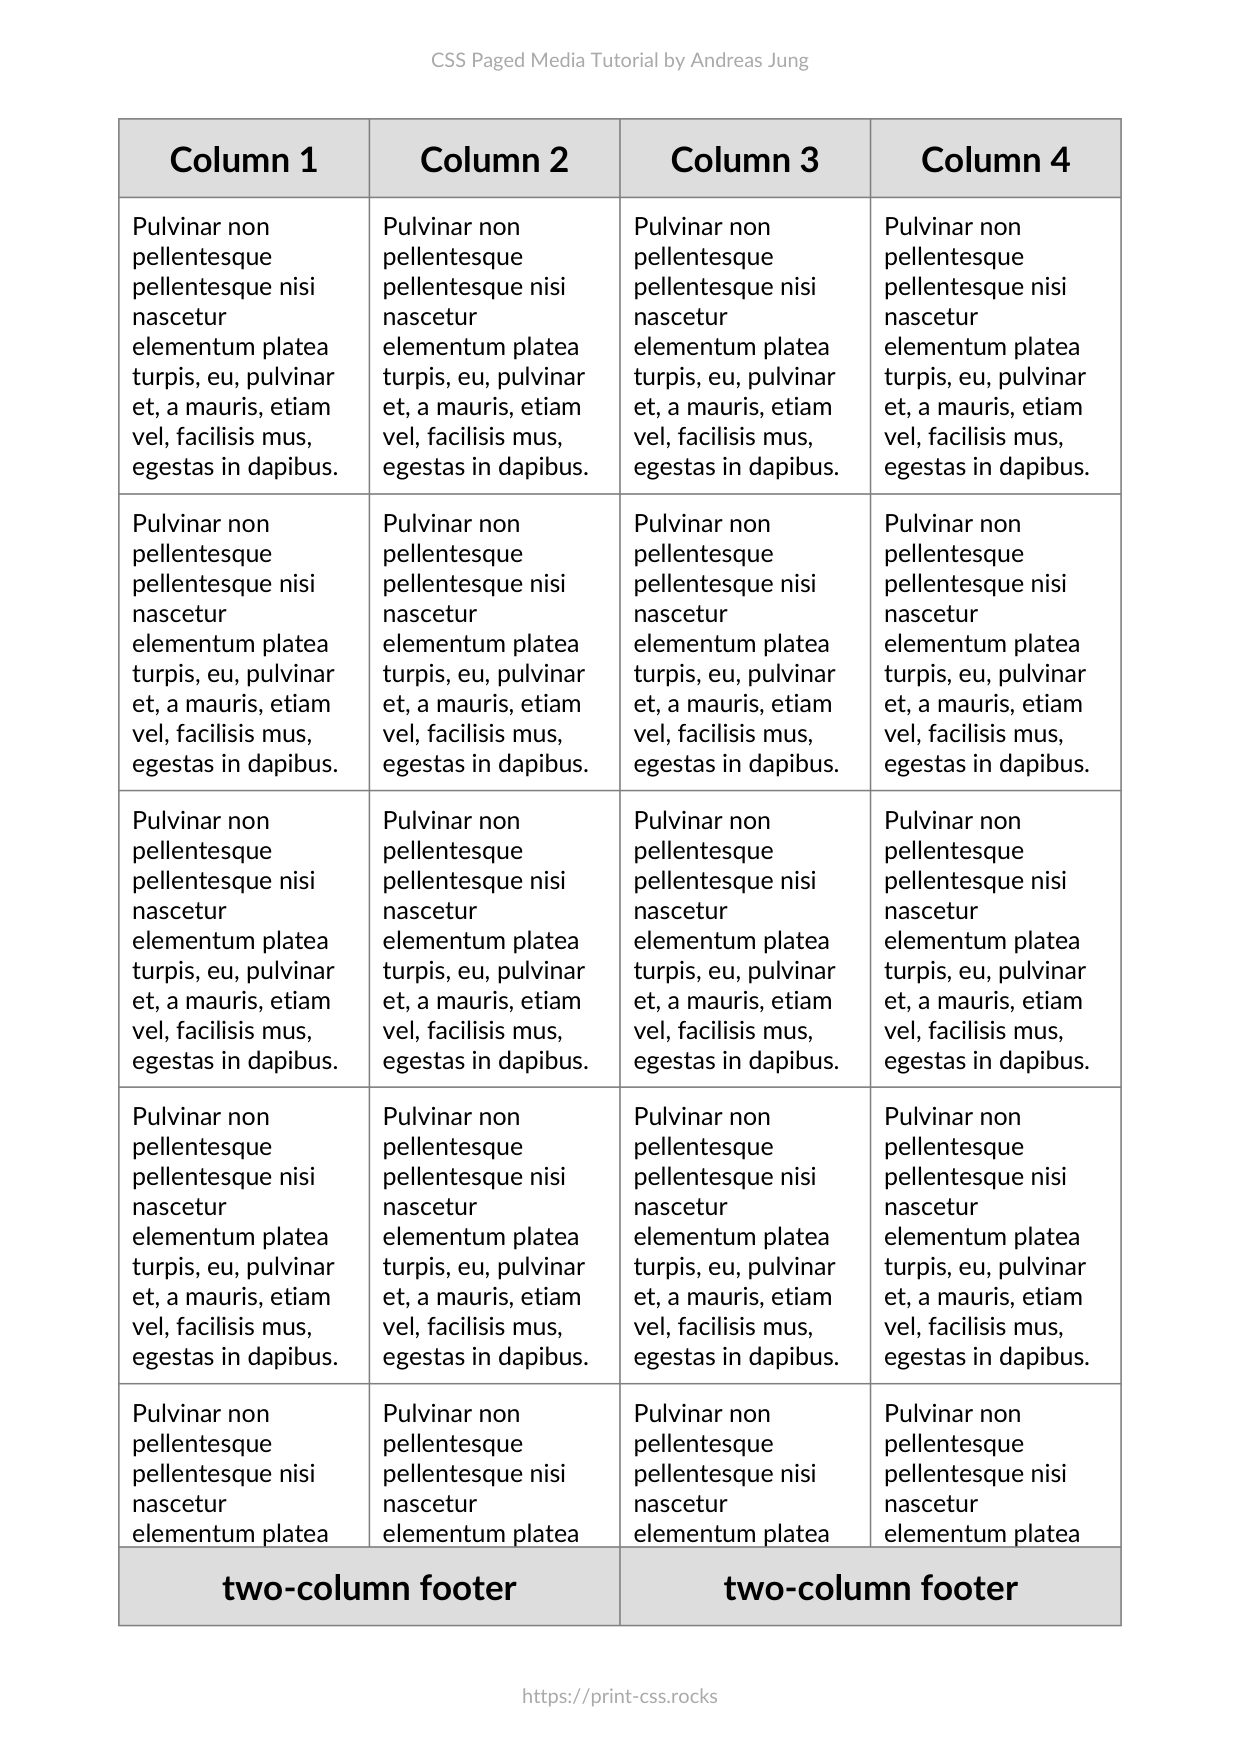 CSS Paged Media Tutorial by Andreas Jung
Column 1 Column 2 Column 3 Column 4
Pulvinar non
pellentesque
pellentesque nisi
nascetur
elementum platea
turpis, eu, pulvinar
et, a mauris, etiam
vel, facilisis mus,
egestas in dapibus.
Pulvinar non
pellentesque
pellentesque nisi
nascetur
elementum platea
turpis, eu, pulvinar
et, a mauris, etiam
vel, facilisis mus,
egestas in dapibus.
Pulvinar non
pellentesque
pellentesque nisi
nascetur
elementum platea
turpis, eu, pulvinar
et, a mauris, etiam
vel, facilisis mus,
egestas in dapibus.
Pulvinar non
pellentesque
pellentesque nisi
nascetur
elementum platea
turpis, eu, pulvinar
et, a mauris, etiam
vel, facilisis mus,
egestas in dapibus.
Pulvinar non
pellentesque
pellentesque nisi
nascetur
elementum platea
turpis, eu, pulvinar
et, a mauris, etiam
vel, facilisis mus,
egestas in dapibus.
Pulvinar non
pellentesque
pellentesque nisi
nascetur
elementum platea
turpis, eu, pulvinar
et, a mauris, etiam
vel, facilisis mus,
egestas in dapibus.
Pulvinar non
pellentesque
pellentesque nisi
nascetur
elementum platea
turpis, eu, pulvinar
et, a mauris, etiam
vel, facilisis mus,
egestas in dapibus.
Pulvinar non
pellentesque
pellentesque nisi
nascetur
elementum platea
turpis, eu, pulvinar
et, a mauris, etiam
vel, facilisis mus,
egestas in dapibus.
Pulvinar non
pellentesque
pellentesque nisi
nascetur
elementum platea
turpis, eu, pulvinar
et, a mauris, etiam
vel, facilisis mus,
egestas in dapibus.
Pulvinar non
pellentesque
pellentesque nisi
nascetur
elementum platea
turpis, eu, pulvinar
et, a mauris, etiam
vel, facilisis mus,
egestas in dapibus.
Pulvinar non
pellentesque
pellentesque nisi
nascetur
elementum platea
turpis, eu, pulvinar
et, a mauris, etiam
vel, facilisis mus,
egestas in dapibus.
Pulvinar non
pellentesque
pellentesque nisi
nascetur
elementum platea
turpis, eu, pulvinar
et, a mauris, etiam
vel, facilisis mus,
egestas in dapibus.
Pulvinar non
pellentesque
pellentesque nisi
nascetur
elementum platea
turpis, eu, pulvinar
et, a mauris, etiam
vel, facilisis mus,
egestas in dapibus.
Pulvinar non
pellentesque
pellentesque nisi
nascetur
elementum platea
turpis, eu, pulvinar
et, a mauris, etiam
vel, facilisis mus,
egestas in dapibus.
Pulvinar non
pellentesque
pellentesque nisi
nascetur
elementum platea
turpis, eu, pulvinar
et, a mauris, etiam
vel, facilisis mus,
egestas in dapibus.
Pulvinar non
pellentesque
pellentesque nisi
nascetur
elementum platea
turpis, eu, pulvinar
et, a mauris, etiam
vel, facilisis mus,
egestas in dapibus.
Pulvinar non
pellentesque
pellentesque nisi
nascetur
elementum platea
Pulvinar non
pellentesque
pellentesque nisi
nascetur
elementum platea
Pulvinar non
pellentesque
pellentesque nisi
nascetur
elementum platea
Pulvinar non
pellentesque
pellentesque nisi
nascetur
elementum platea
two-column footer two-column footer
https://print-css.rocks